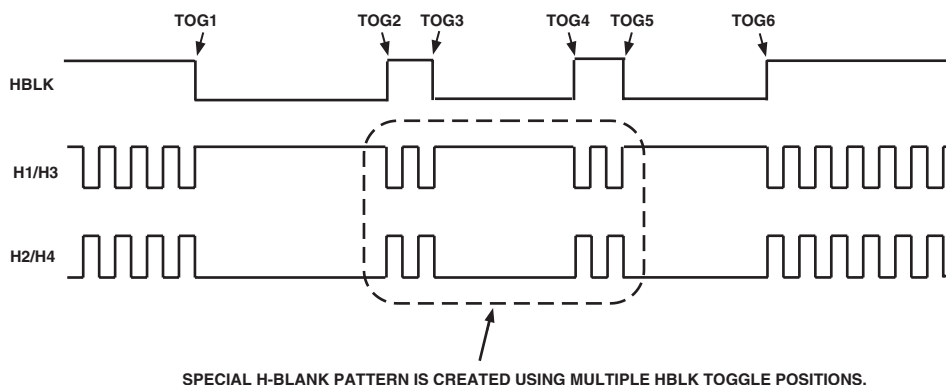 TOG1 TOG2 TOG3 TOG4 TOG5 TOG6
HBLK
H1/H3
H2/H4
SPECIAL H-BLANK PATTERN IS CREATED USING MULTIPLE HBLK TOGGLE POSITIONS.